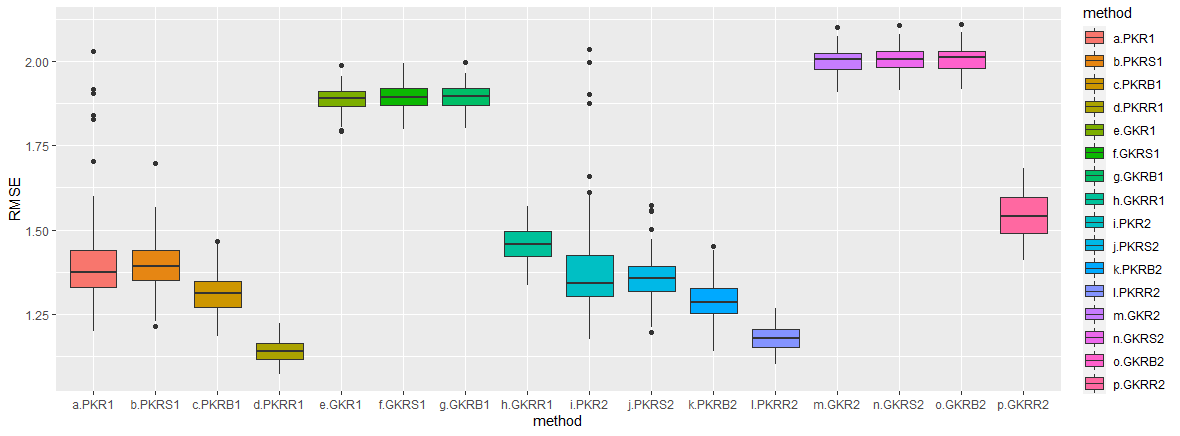 RMSE
2.00
1.75
1.50
1.25
a.PKR1 b.PKRS1 c.PKRB1 d.PKRR1 e.GKR1 f.GKRS1 g.GKRB1 h.GKRR1 i.PKR2 j.PKRS2 k.PKRB2 l.PKRR2 m.GKR2 n.GKRS2 o.GKRB2 p.GKRR2
method
method
a.PKR1
b.PKRS1
c.PKRB1
d.PKRR1
e.GKR1
f.GKRS1
g.GKRB1
h.GKRR1
i.PKR2
j.PKRS2
k.PKRB2
l.PKRR2
m.GKR2
n.GKRS2
o.GKRB2
p.GKRR2